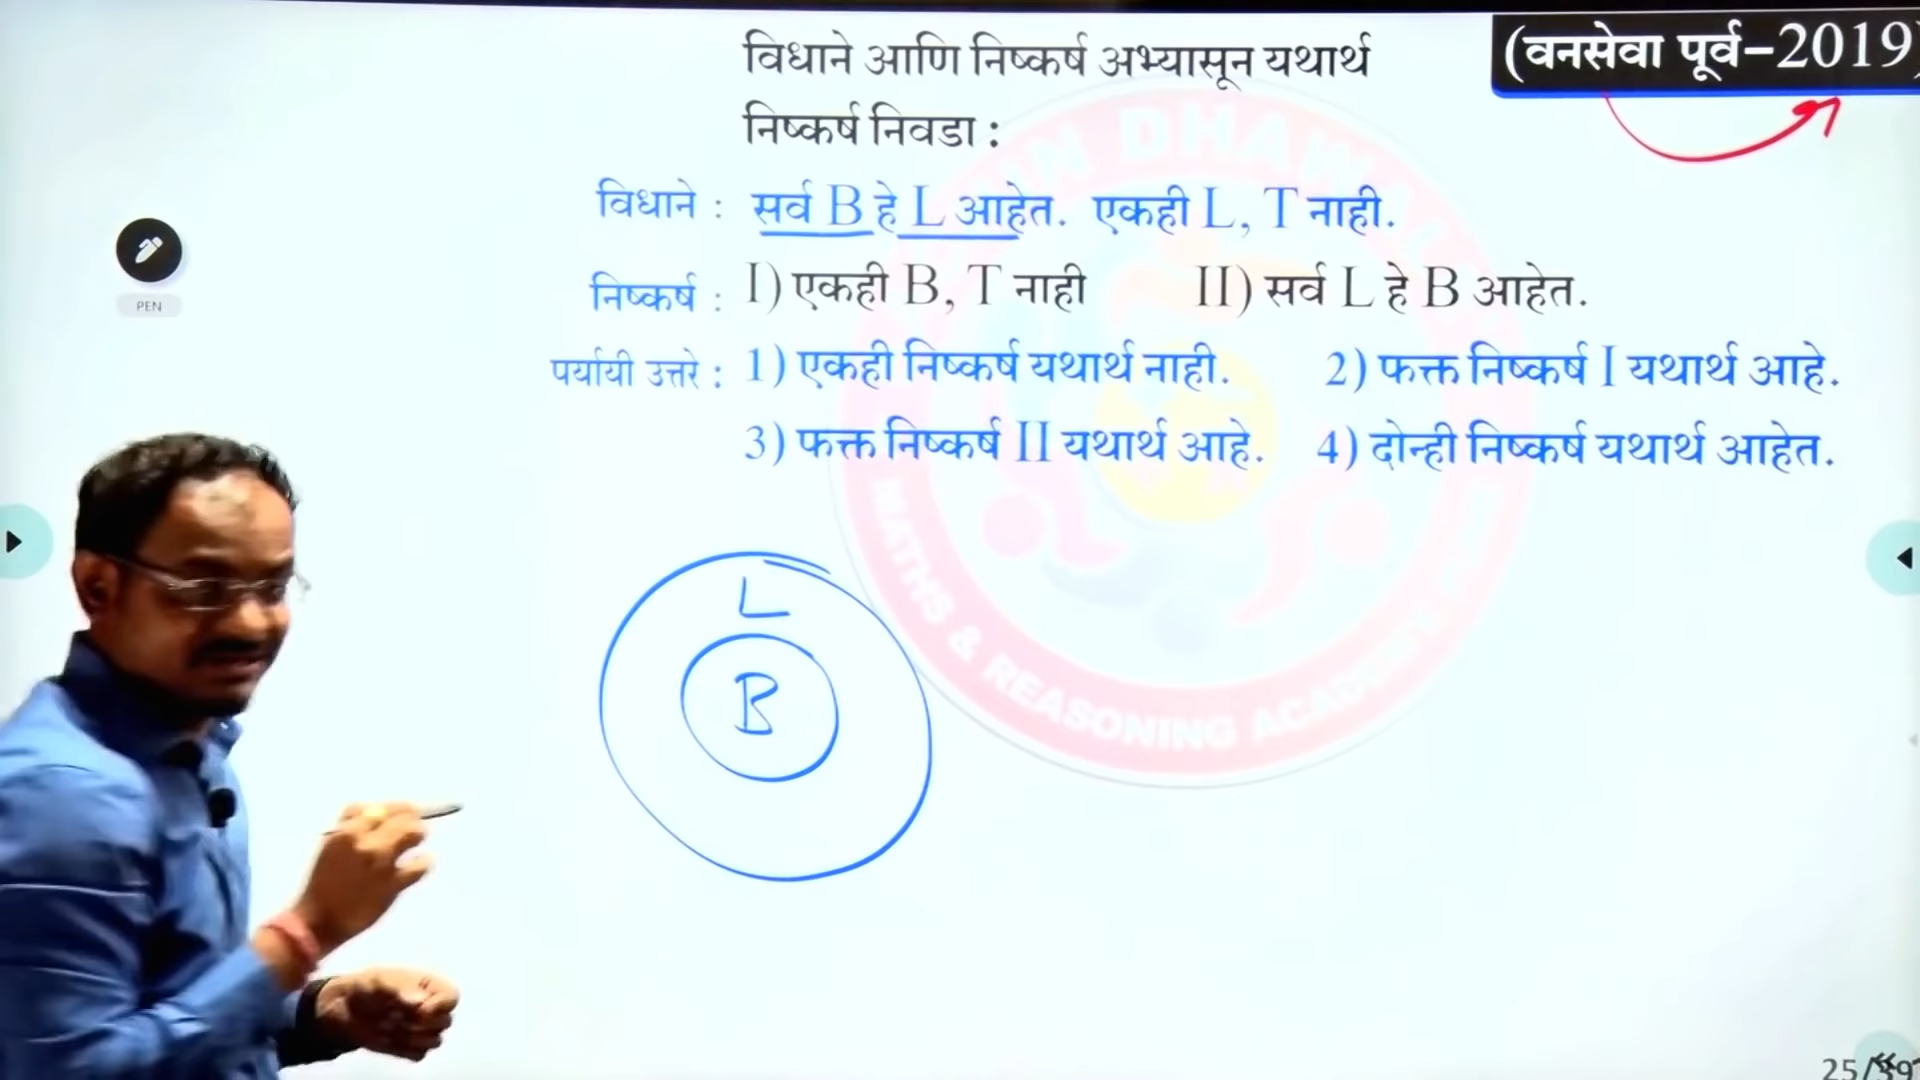 (वनसेवा पूर्व–2019)
विधाने आणि निष्कर्ष अभ्यासून यथार्थ
निष्कर्ष निवडा :
विधाने : सर्व B हे L आहेत. एकही L, T नाही.
निष्कर्ष : I) एकही B, T नाही II) सर्व L हे B आहेत.
पर्यायी उत्तरे : 1) एकही निष्कर्ष यथार्थ नाही. 2) फक्त निष्कर्ष I यथार्थ आहे.
3) फक्त निष्कर्ष II यथार्थ आहे. 4) दोन्ही निष्कर्ष यथार्थ आहेत.
PEN
L
B
MATHS & REASONING ACADEMY